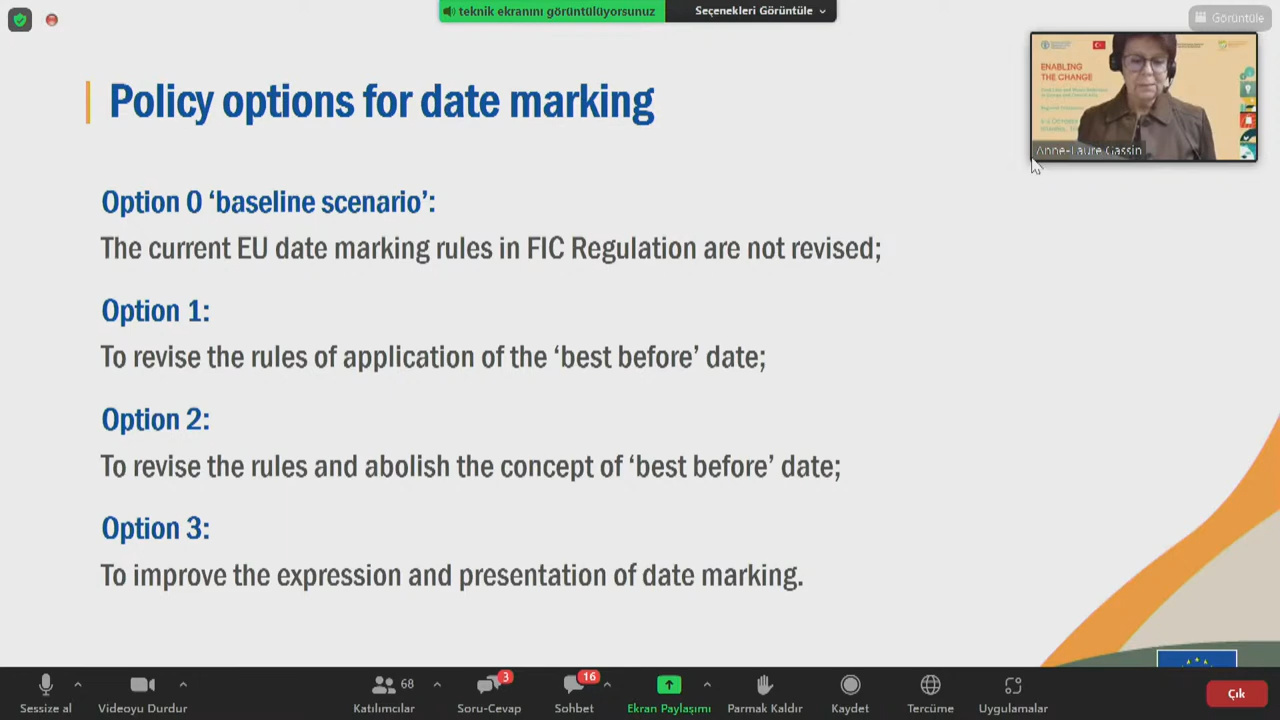 teknik ekranını görüntülüyorsunuz
Seçenekleri Görüntüle
Görüntüle
ENABLING
THE CHANGE
Anne-Laure Gassin
Policy options for date marking
Option 0 ‘baseline scenario’:
The current EU date marking rules in FIC Regulation are not revised;
Option 1:
To revise the rules of application of the ‘best before’ date;
Option 2:
To revise the rules and abolish the concept of ‘best before’ date;
Option 3:
To improve the expression and presentation of date marking.
Sessize al
Videoyu Durdur
68
Katılımcılar
3
Soru-Cevap
16
Sohbet
Ekran Paylaşımı
Parmak Kaldır
Kaydet
Tercüme
Uygulamalar
Çık